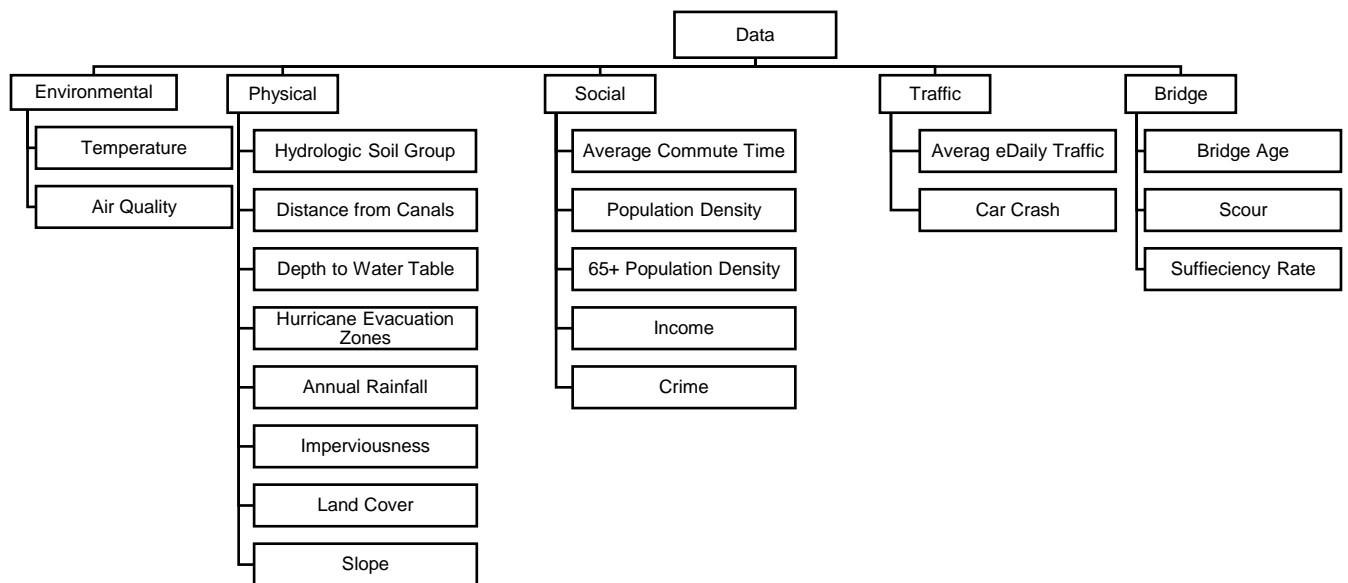 Data
Environmental
Temperature
Air Quality
Physical
Hydrologic Soil Group
Distance from Canals
Depth to Water Table
Hurricane Evacuation
Zones
Annual Rainfall
Imperviousness
Land Cover
Slope
Social
Average Commute Time
Population Density
65+ Population Density
Income
Crime
Traffic
Averag eDaily Traffic
Car Crash
Bridge
Bridge Age
Scour
Suffieciency Rate